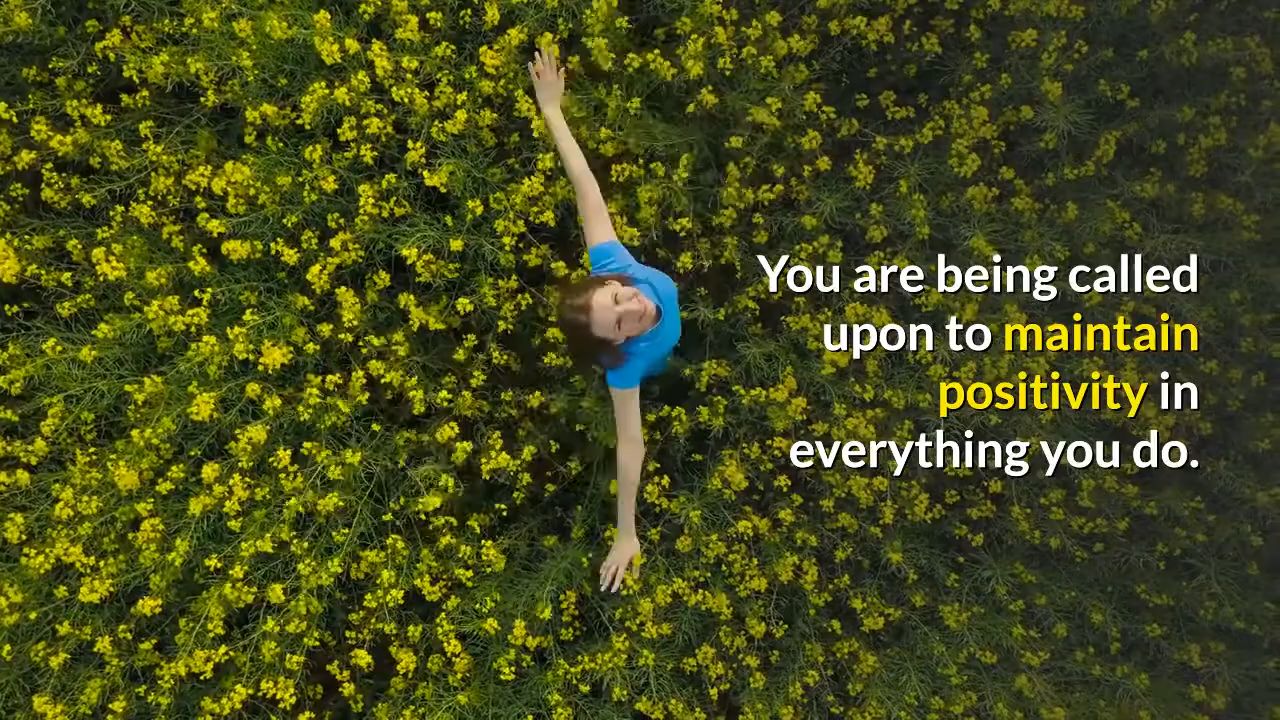 You are being called
upon to maintain
positivity in
everything you do.